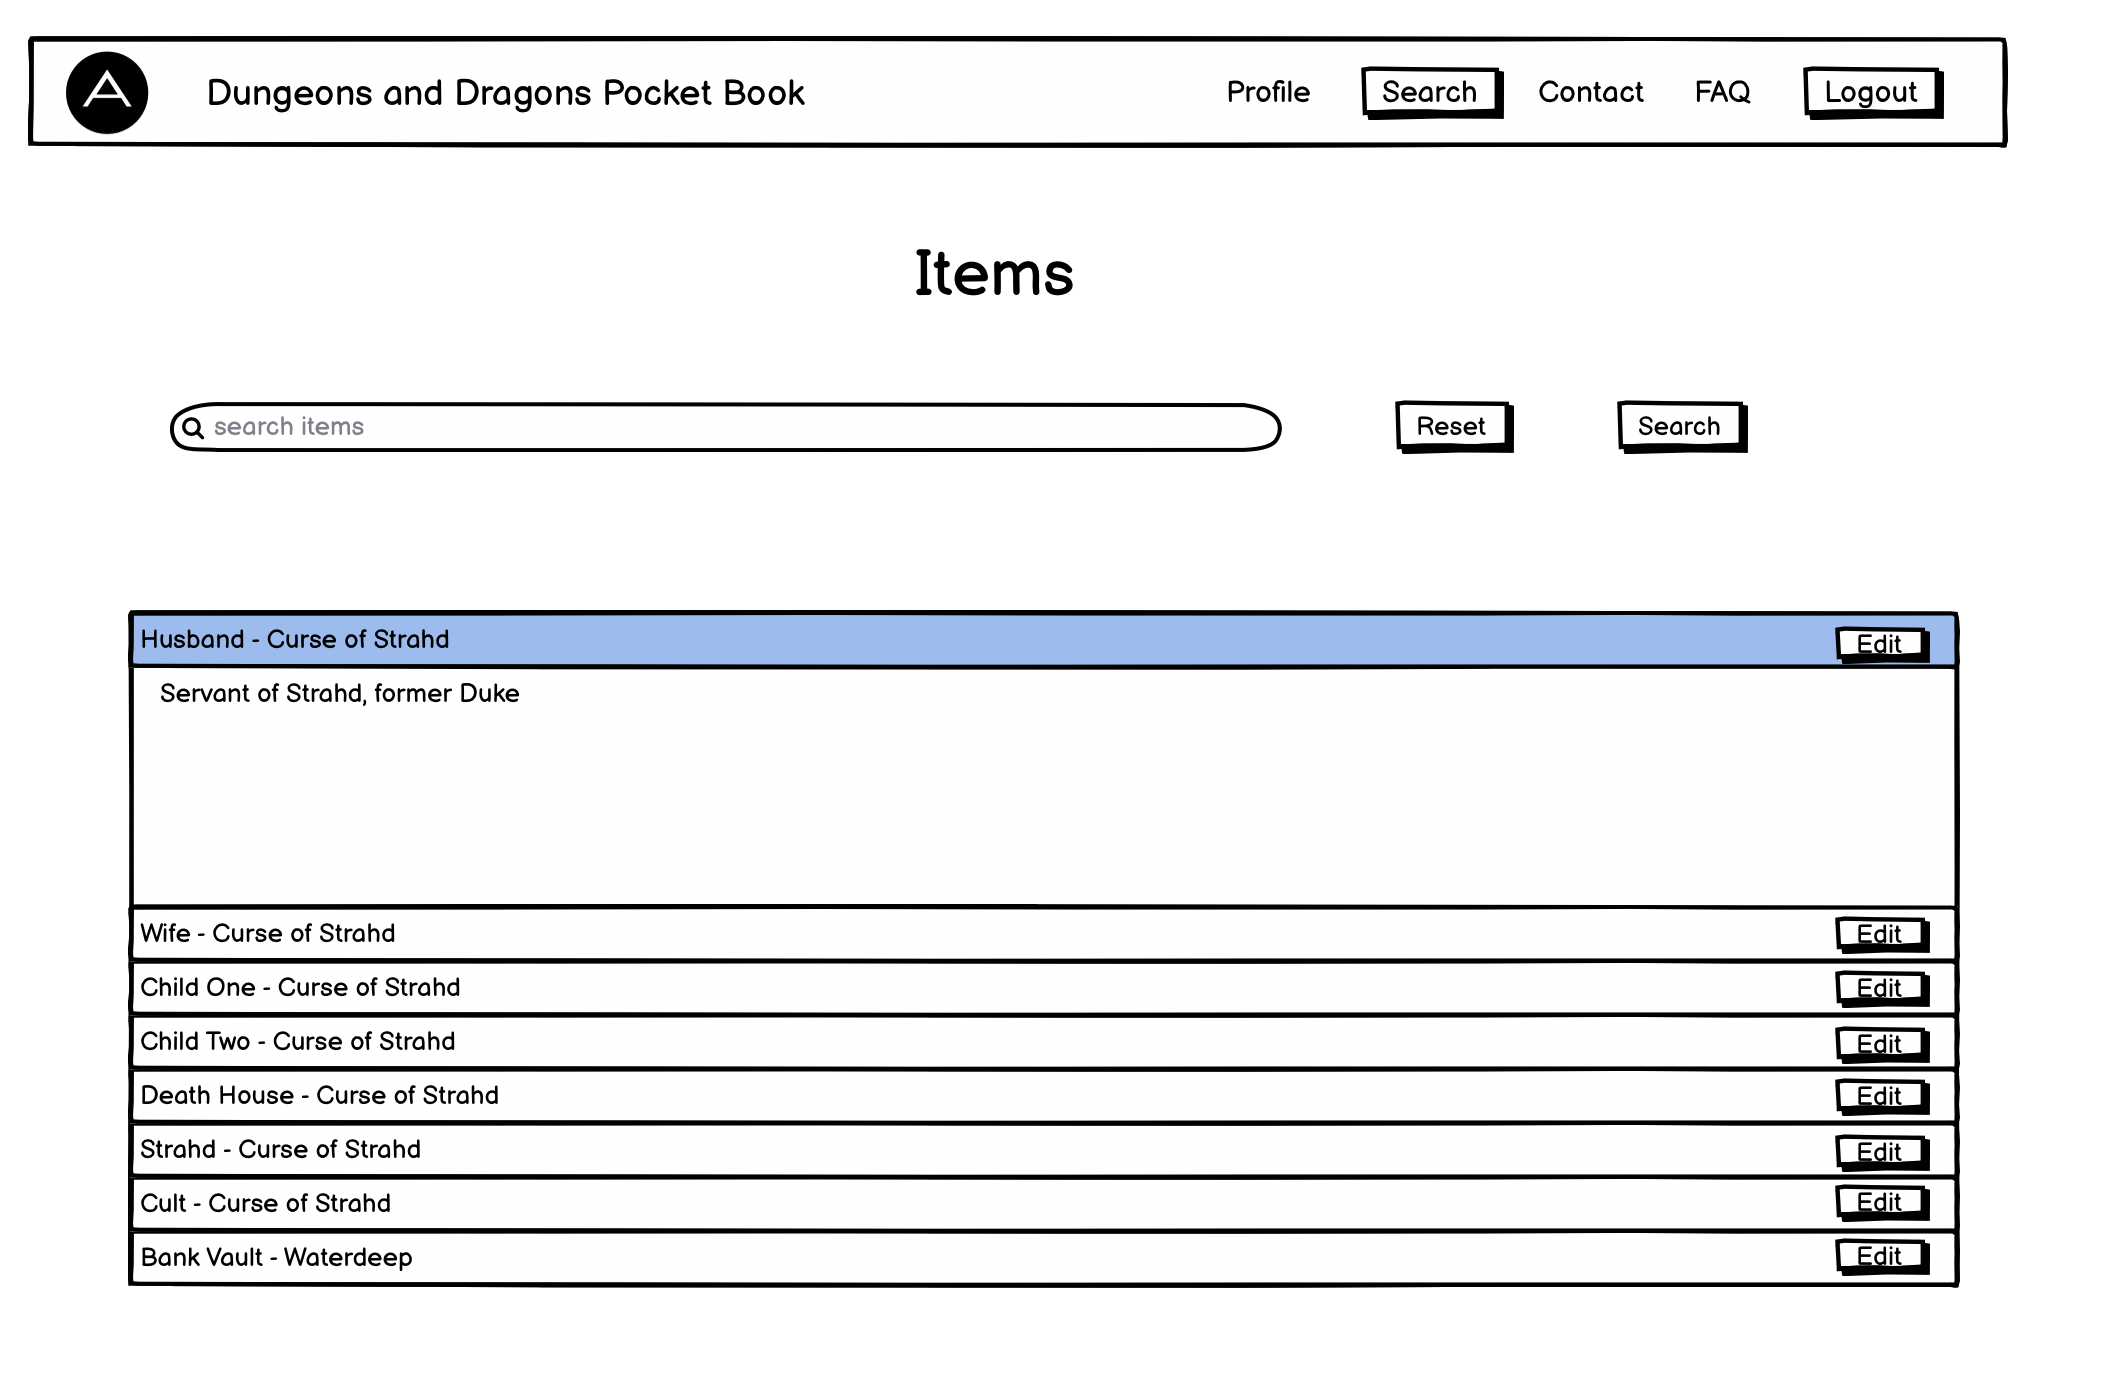 A
Dungeons and Dragons Pocket Book
Profile
Search
Contact
FAQ
Logout
Items
search items
Reset
Search
Husband - Curse of Strahd
Edit
Servant of Strahd, former Duke
Wife - Curse of Strahd
Edit
Child One - Curse of Strahd
Edit
Child Two - Curse of Strahd
Edit
Death House - Curse of Strahd
Edit
Strahd - Curse of Strahd
Edit
Cult - Curse of Strahd
Edit
Bank Vault - Waterdeep
Edit